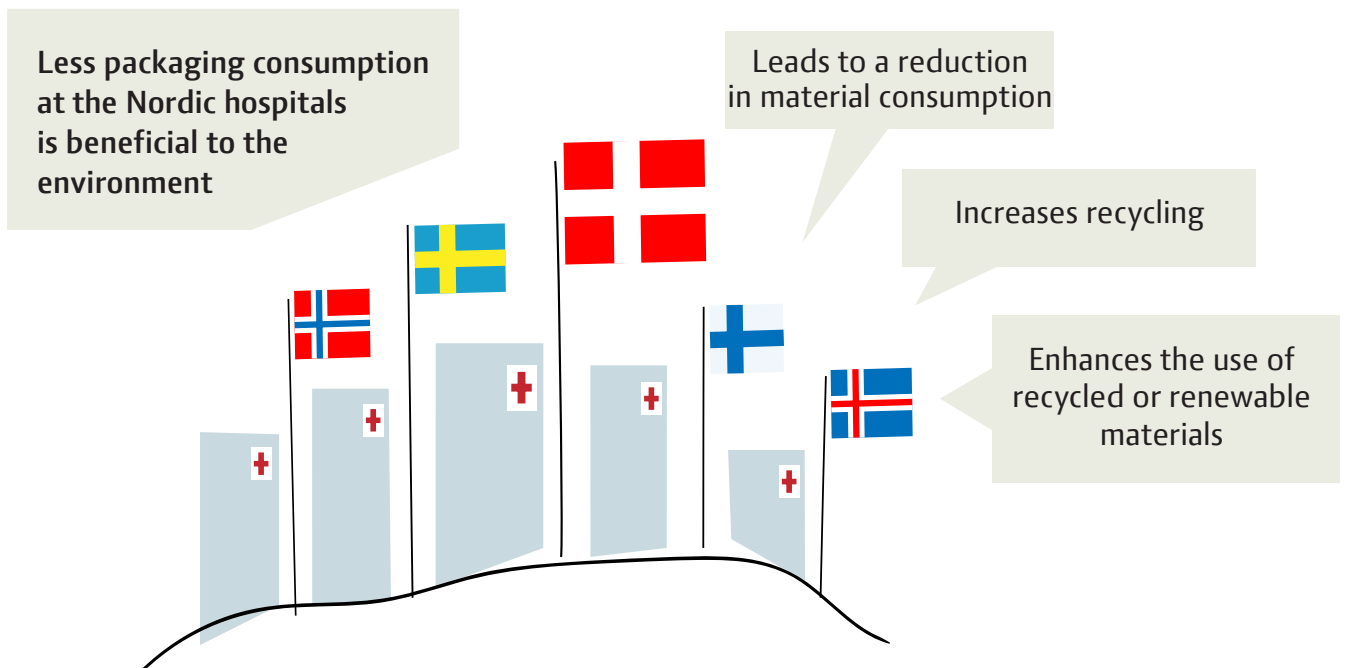 Less packaging consumption
at the Nordic hospitals
is beneficial to the
environment
Leads to a reduction
in material consumption
Increases recycling
Enhances the use of
recycled or renewable
materials